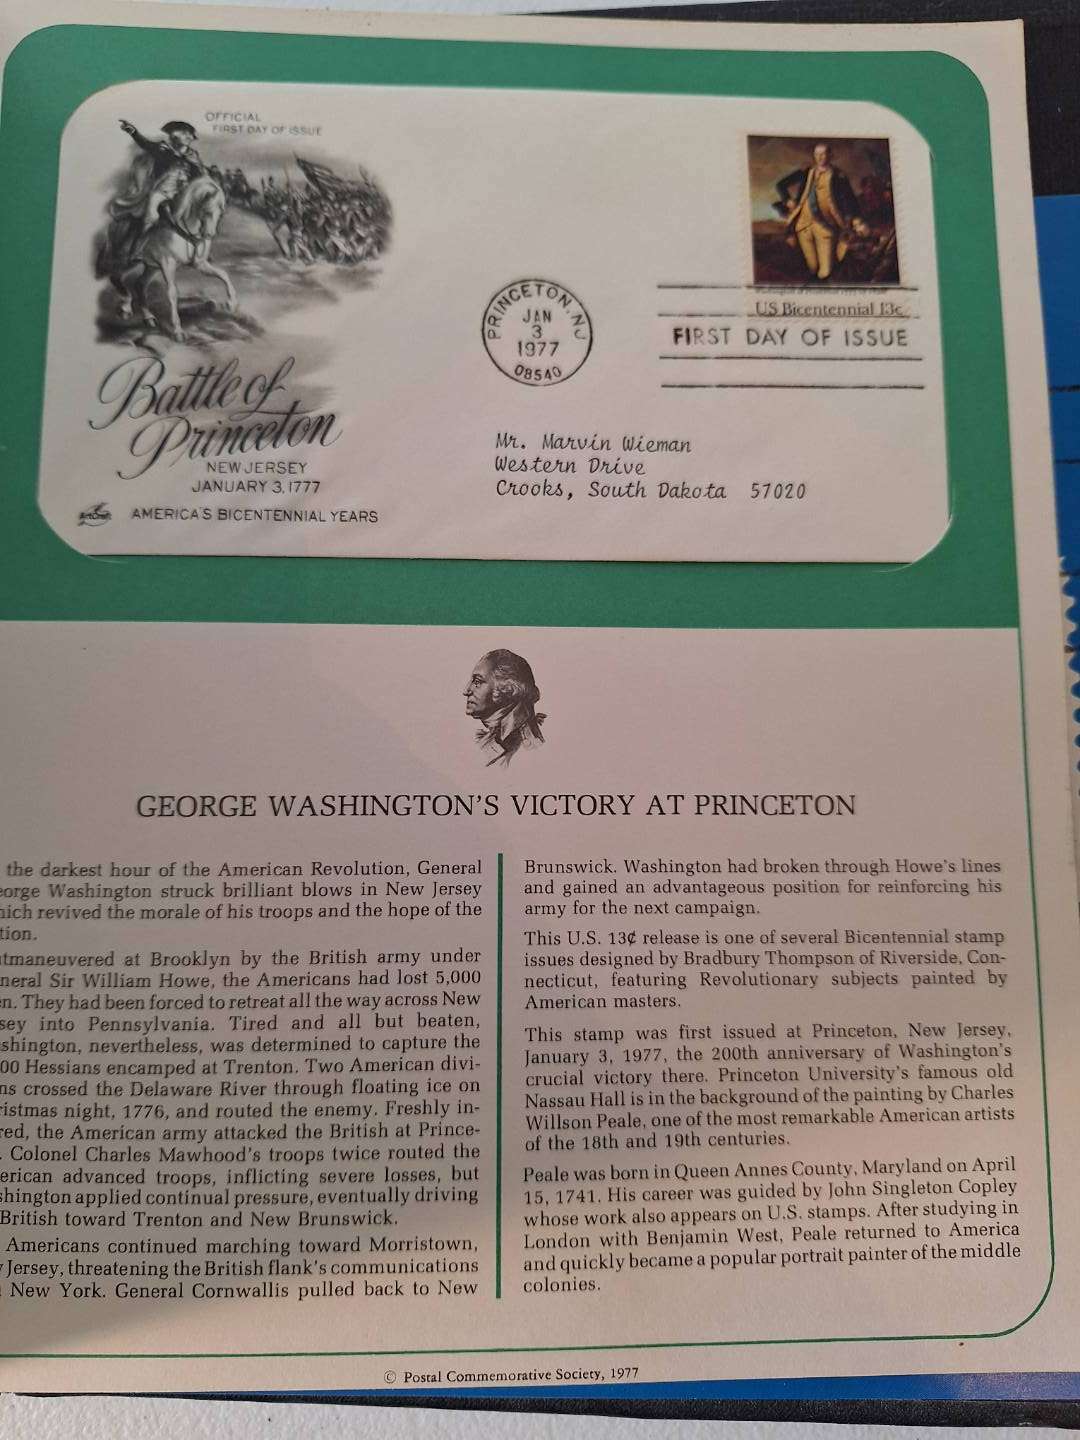 OFFICIAL
FIRST DAY OF ISSUE
Battle of
Princeton
NEW JERSEY
JANUARY 3, 1777
ArtCraft
AMERICA'S BICENTENNIAL YEARS
PRINCETON, NJ
JAN
3
1977
08540
US Bicentennial 13c
FIRST DAY OF ISSUE
Mr. Marvin Wieman
Western Drive
Crooks, South Dakota 57020
GEORGE WASHINGTON'S VICTORY AT PRINCETON
the darkest hour of the American Revolution, General
eorge Washington struck brilliant blows in New Jersey
hich revived the morale of his troops and the hope of the
tion.
tmaneuvered at Brooklyn by the British army under
neral Sir William Howe, the Americans had lost 5,000
en. They had been forced to retreat all the way across New
sey into Pennsylvania. Tired and all but beaten,
shington, nevertheless, was determined to capture the
00 Hessians encamped at Trenton. Two American divi-
ns crossed the Delaware River through floating ice on
ristmas night, 1776, and routed the enemy. Freshly in-
red, the American army attacked the British at Prince-
. Colonel Charles Mawhood's troops twice routed the
erican advanced troops, inflicting severe losses, but
shington applied continual pressure, eventually driving
British toward Trenton and New Brunswick.
Americans continued marching toward Morristown,
Jersey, threatening the British flank's communications
New York. General Cornwallis pulled back to New
Brunswick. Washington had broken through Howe's lines
and gained an advantageous position for reinforcing his
army for the next campaign.
This U.S. 13¢ release is one of several Bicentennial stamp
issues designed by Bradbury Thompson of Riverside, Con-
necticut, featuring Revolutionary subjects painted by
American masters.
This stamp was first issued at Princeton, New Jersey,
January 3, 1977, the 200th anniversary of Washington's
crucial victory there. Princeton University's famous old
Nassau Hall is in the background of the painting by Charles
Willson Peale, one of the most remarkable American artists
of the 18th and 19th centuries.
Peale was born in Queen Annes County, Maryland on April
15, 1741. His career was guided by John Singleton Copley
whose work also appears on U.S. stamps. After studying in
London with Benjamin West, Peale returned to America
and quickly became a popular portrait painter of the middle
colonies.
© Postal Commemorative Society, 1977